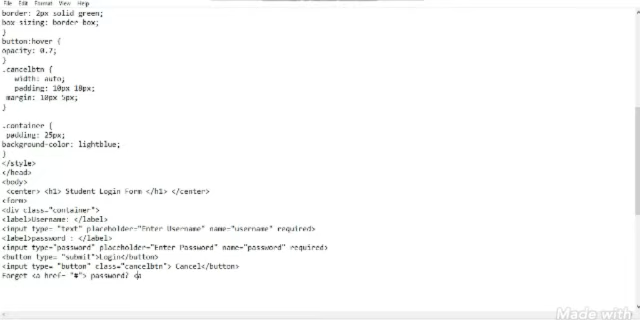 File Edit Format View Help
border: 2px solid green;
box sizing: border box;
}
button:hover {
opacity: 0.7;
}
.cancelbtn {
width: auto;
padding: 10px 18px;
margin: 10px 5px;
}
.container {
padding: 25px;
background-color: lightblue;
}
</style>
</head>
<body>
<center> <h1> Student Login Form </h1> </center>
<form>
<div class="container">
<label>Username: </label>
<input type= "text" placeholder="Enter Username" name="username" required>
<label>password : </label>
<input type="password" placeholder="Enter Password" name="password" required>
<button type= "submit">Login</button>
<input type= "button" class="cancelbtn"> Cancel</button>
Forget <a href= "#"> password? <a
Made with